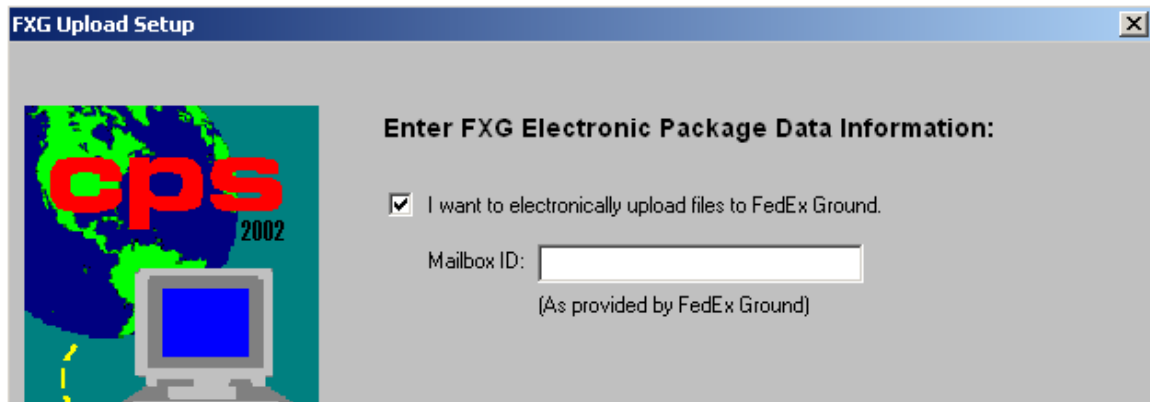 FXG Upload Setup
Enter FXG Electronic Package Data Information:
cps
2002
I want to electronically upload files to FedEx Ground.
Mailbox ID:
(As provided by FedEx Ground)